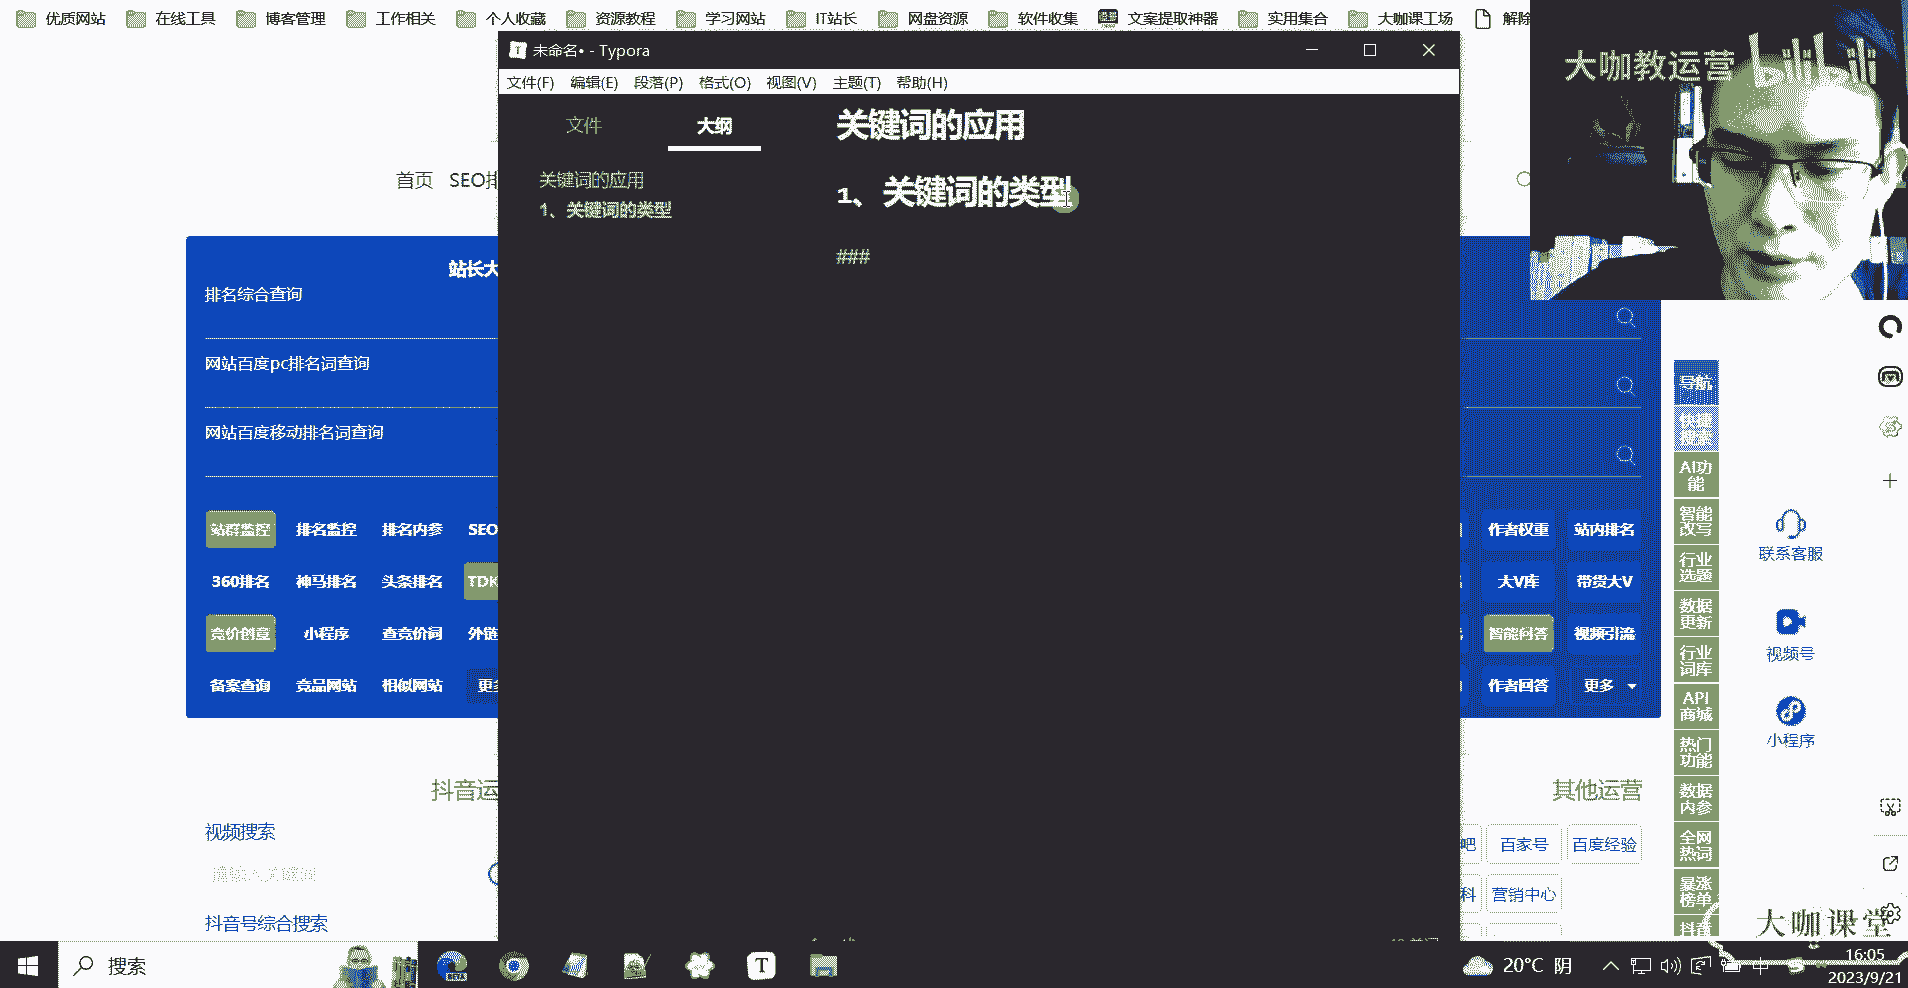 优质网站 在线工具 博客管理 工作相关 个人收藏 资源教程 学习网站 IT站长 网盘资源 软件收集 文案提取神器 实用集合 大咖课工场 解除
大咖教运营 bilibili
未命名• - Typora
文件(F) 编辑(E) 段落(P) 格式(O) 视图(V) 主题(T) 帮助(H)
文件 大纲
关键词的应用
1、关键词的类型
关键词的应用
1、关键词的类型
###
首页 SEO排
站长大
排名综合查询
网站百度pc排名词查询
网站百度移动排名词查询
站群监控 排名监控 排名内参 SEO
360排名 神马排名 头条排名 TDK
竞价创意 小程序 查竞价词 外链
备案查询 竞品网站 相似网站 更多
作者权重 站内排名
大V库 带货大V
智能问答 视频引流
作者回答 更多
导航
快捷
AI功能
智能改写
行业选题
数据更新
行业词库
API商城
热门功能
数据内参
全网热词
暴涨榜单
抖音
联系客服
视频号
小程序
抖音运
视频搜索
请输入关键词
抖音号综合搜索
其他运营
吧 百家号 百度经验
科 营销中心
大咖课堂
搜索
20°C 阴
中
16:05
2023/9/21